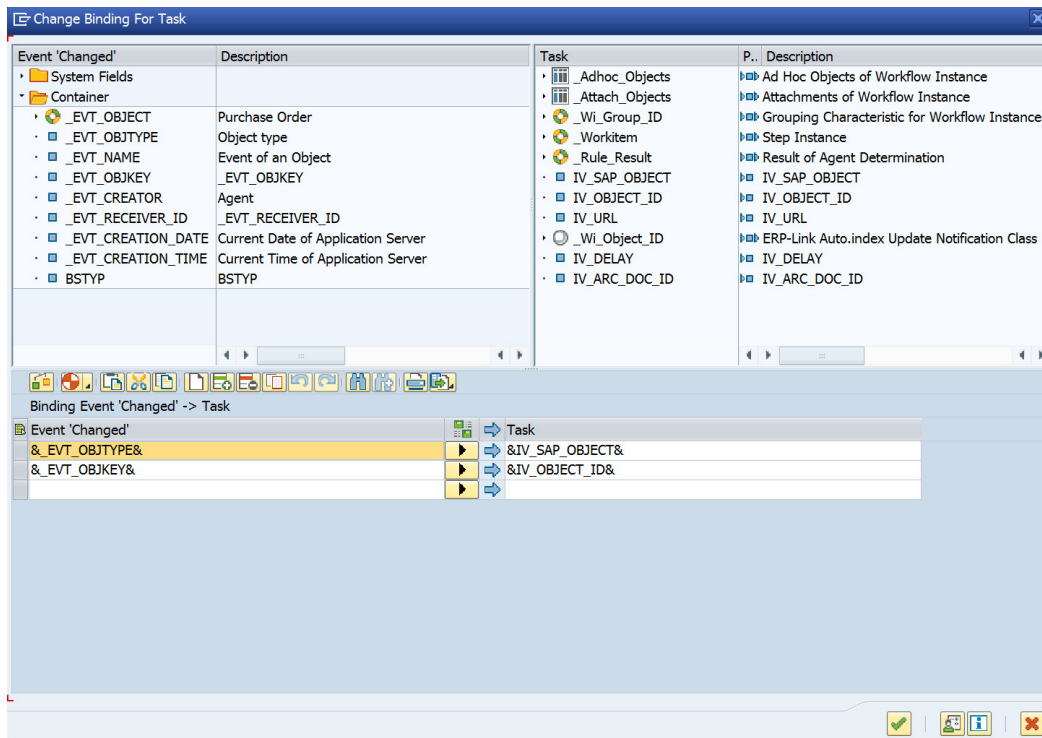 Change Binding For Task
Event 'Changed' Description
System Fields
Container
_EVT_OBJECT Purchase Order
_EVT_OBJTYPE Object type
_EVT_NAME Event of an Object
_EVT_OBJKEY _EVT_OBJKEY
_EVT_CREATOR Agent
_EVT_RECEIVER_ID _EVT_RECEIVER_ID
_EVT_CREATION_DATE Current Date of Application Server
_EVT_CREATION_TIME Current Time of Application Server
BSTYP BSTYP
Task P.. Description
_Adhoc_Objects Ad Hoc Objects of Workflow Instance
_Attach_Objects Attachments of Workflow Instance
_Wi_Group_ID Grouping Characteristic for Workflow Instance
_Workitem Step Instance
_Rule_Result Result of Agent Determination
IV_SAP_OBJECT IV_SAP_OBJECT
IV_OBJECT_ID IV_OBJECT_ID
IV_URL IV_URL
_Wi_Object_ID ERP-Link Auto.index Update Notification Class
IV_DELAY IV_DELAY
IV_ARC_DOC_ID IV_ARC_DOC_ID
Binding Event 'Changed' -> Task
Event 'Changed' Task
&_EVT_OBJTYPE& &IV_SAP_OBJECT&
&_EVT_OBJKEY& &IV_OBJECT_ID&